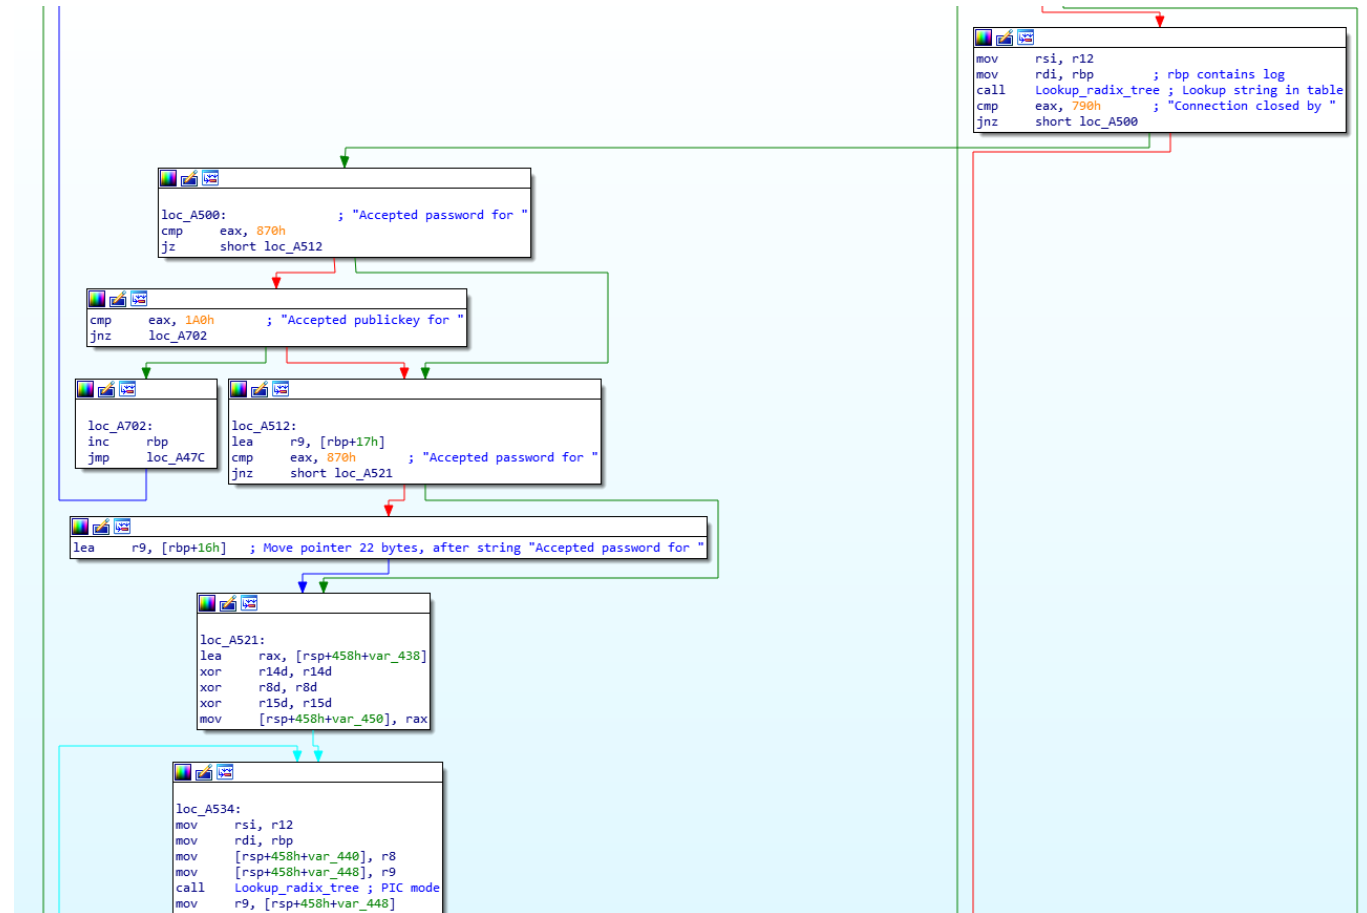 mov rsi, r12
mov rdi, rbp ; rbp contains log
call Lookup_radix_tree ; Lookup string in table
cmp eax, 790h ; "Connection closed by "
jnz short loc_A500
loc_A500: ; "Accepted password for "
cmp eax, 870h
jz short loc_A512
cmp eax, 1A0h ; "Accepted publickey for "
jnz loc_A702
loc_A702:
inc rbp
jmp loc_A47C
loc_A512:
lea r9, [rbp+17h]
cmp eax, 870h ; "Accepted password for "
jnz short loc_A521
lea r9, [rbp+16h] ; Move pointer 22 bytes, after string "Accepted password for "
loc_A521:
lea rax, [rsp+458h+var_438]
xor r14d, r14d
xor r8d, r8d
xor r15d, r15d
mov [rsp+458h+var_450], rax
loc_A534:
mov rsi, r12
mov rdi, rbp
mov [rsp+458h+var_440], r8
mov [rsp+458h+var_448], r9
call Lookup_radix_tree ; PIC mode
mov r9, [rsp+458h+var_448]